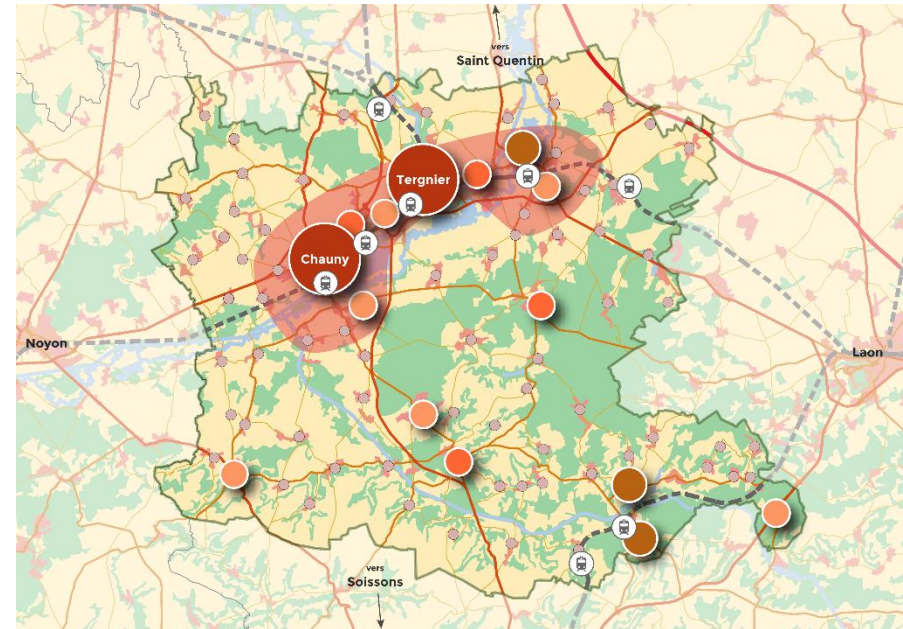 vers
Saint Quentin
Tergnier
Chauny
Noyon
Laon
vers
Soissons